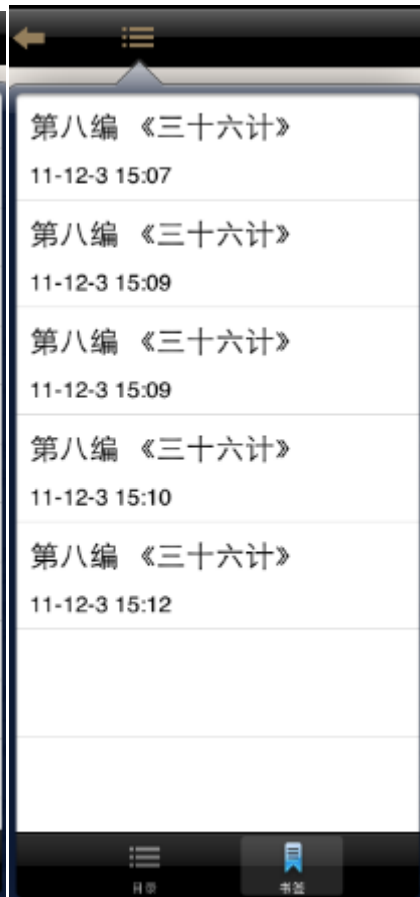 第八编 《三十六计》
11-12-3 15:07
第八编 《三十六计》
11-12-3 15:09
第八编 《三十六计》
11-12-3 15:09
第八编 《三十六计》
11-12-3 15:10
第八编 《三十六计》
11-12-3 15:12
目录 书签